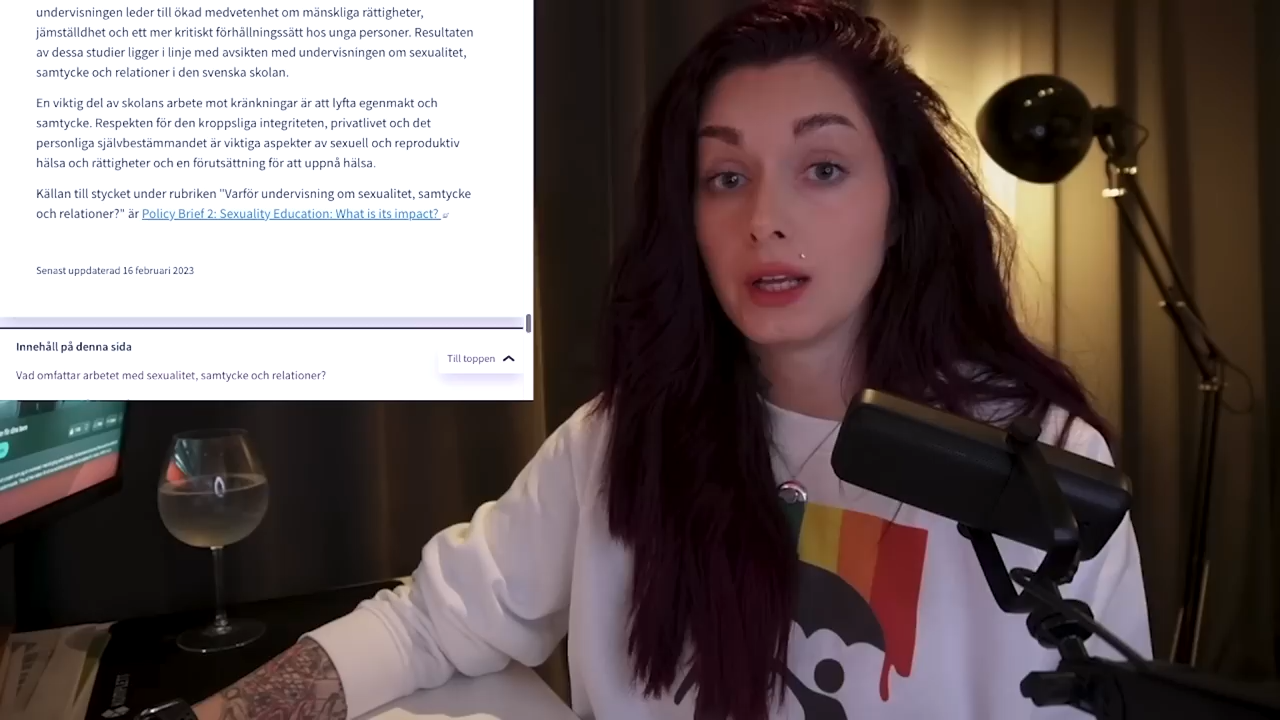 undervisningen leder till ökad medvetenhet om mänskliga rättigheter,
jämställdhet och ett mer kritiskt förhållningssätt hos unga personer. Resultaten
av dessa studier ligger i linje med avsikten med undervisningen om sexualitet,
samtycke och relationer i den svenska skolan.
En viktig del av skolans arbete mot kränkningar är att lyfta egenmakt och
samtycke. Respekten för den kroppsliga integriteten, privatlivet och det
personliga självbestämmandet är viktiga aspekter av sexuell och reproduktiv
hälsa och rättigheter och en förutsättning för att uppnå hälsa.
Källan till stycket under rubriken "Varför undervisning om sexualitet, samtycke
och relationer?" är Policy Brief 2: Sexuality Education: What is its impact?
Senast uppdaterad 16 februari 2023
Innehåll på denna sida
Till toppen
Vad omfattar arbetet med sexualitet, samtycke och relationer?
KOMPLETT